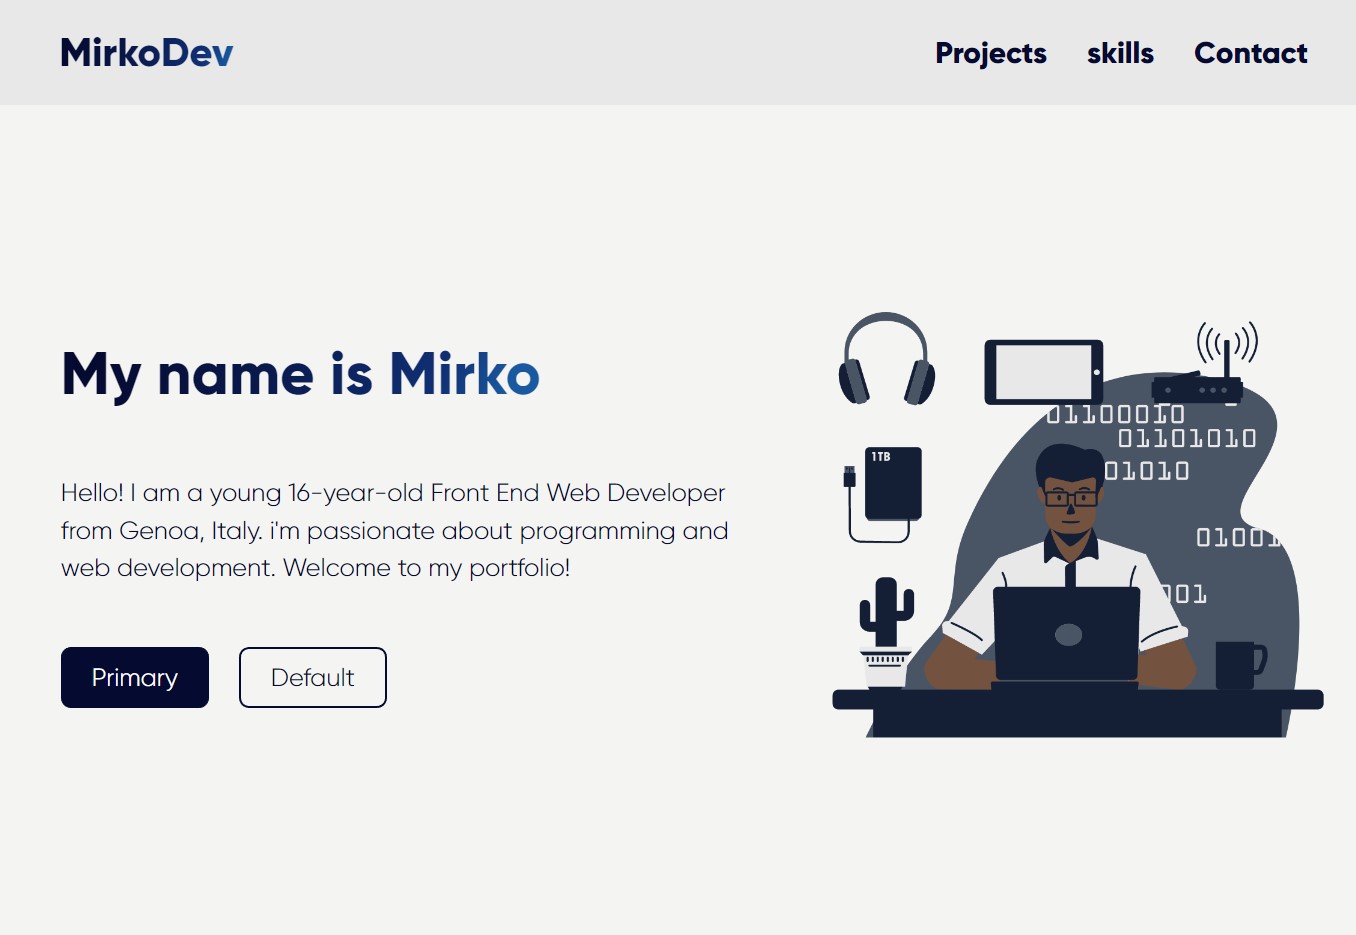 MirkoDev
Projects skills Contact
My name is Mirko
Hello! I am a young 16-year-old Front End Web Developer
from Genoa, Italy. i'm passionate about programming and
web development. Welcome to my portfolio!
Primary
Default
01100010
01101010
1TB
01010
01001
001